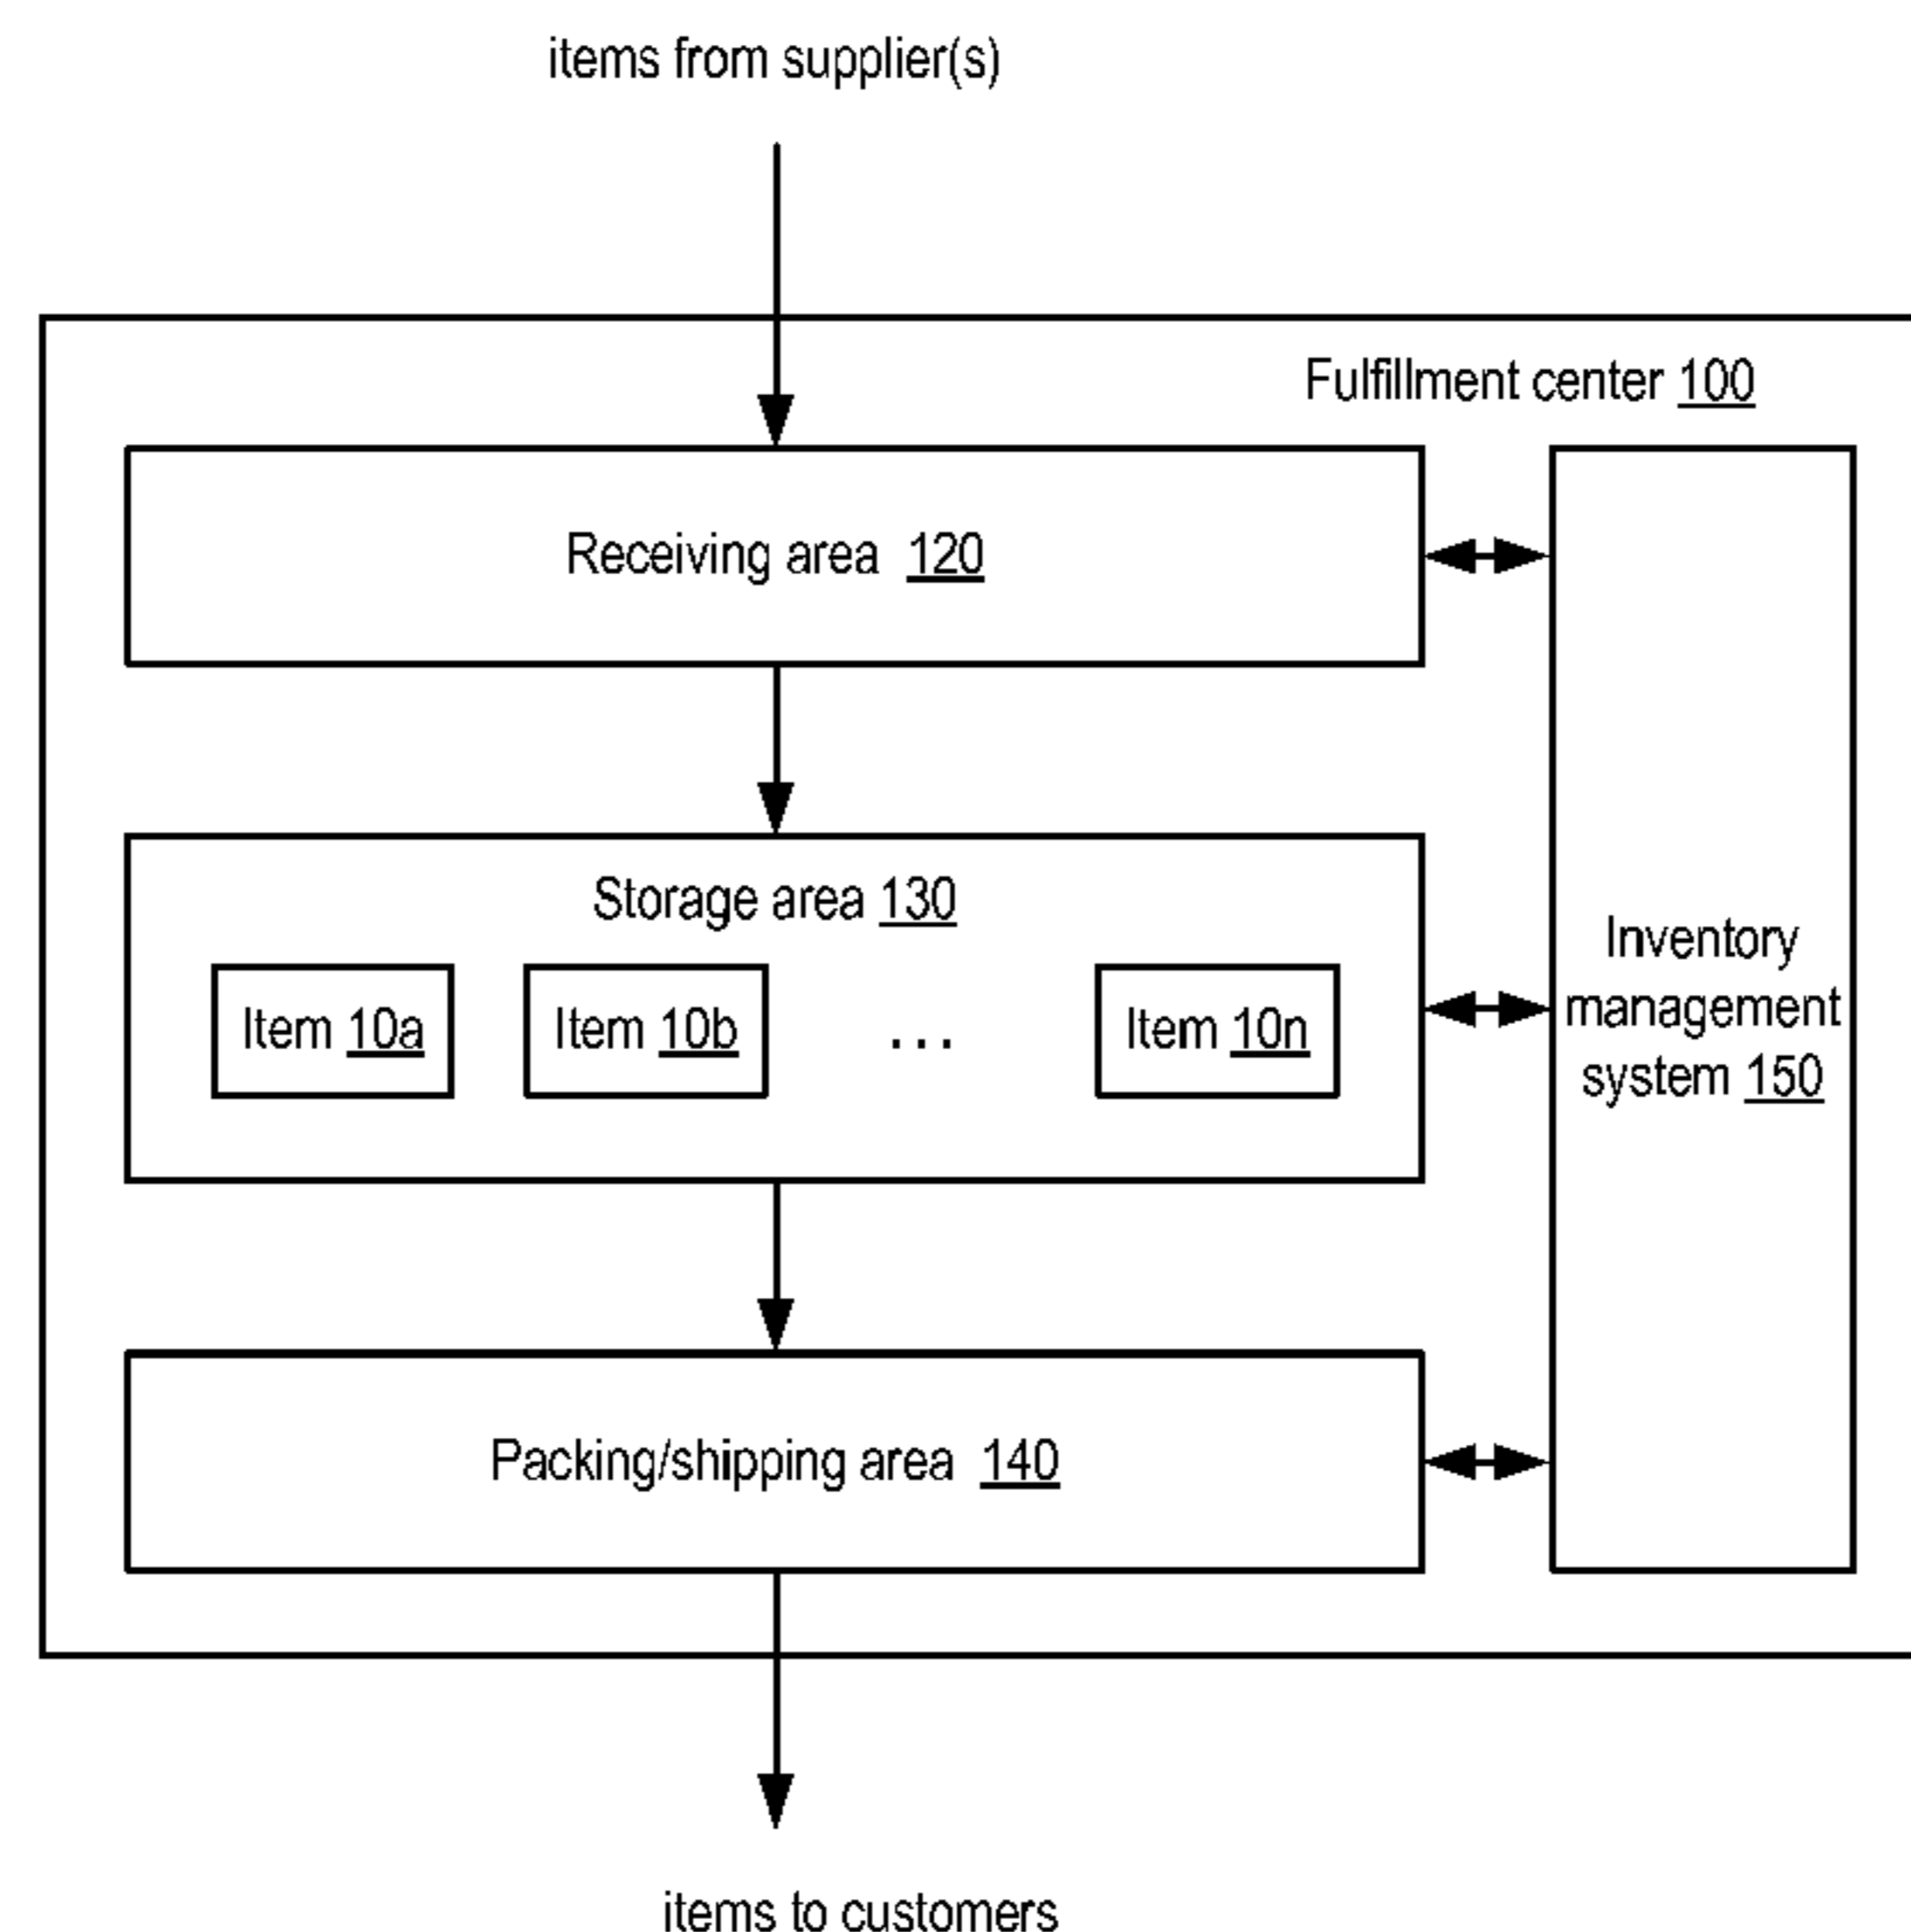 items from supplier(s)
Fulfillment center 100
Receiving area 120
Storage area 130
Item 10a
Item 10b
...
Item 10n
Inventory
management
system 150
Packing/shipping area 140
items to customers